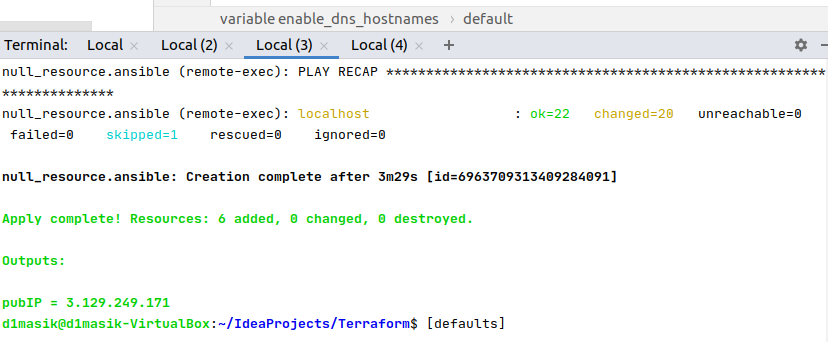 variable enable_dns_hostnames › default
Terminal: Local × Local (2) × Local (3) × Local (4) × +
null_resource.ansible (remote-exec): PLAY RECAP *******************************************************
**************
null_resource.ansible (remote-exec): localhost                  : ok=22   changed=20   unreachable=0
 failed=0    skipped=1    rescued=0    ignored=0
null_resource.ansible: Creation complete after 3m29s [id=6963709313409284091]
Apply complete! Resources: 6 added, 0 changed, 0 destroyed.
Outputs:
pubIP = 3.129.249.171
d1masik@d1masik-VirtualBox:~/IdeaProjects/Terraform$ [defaults]